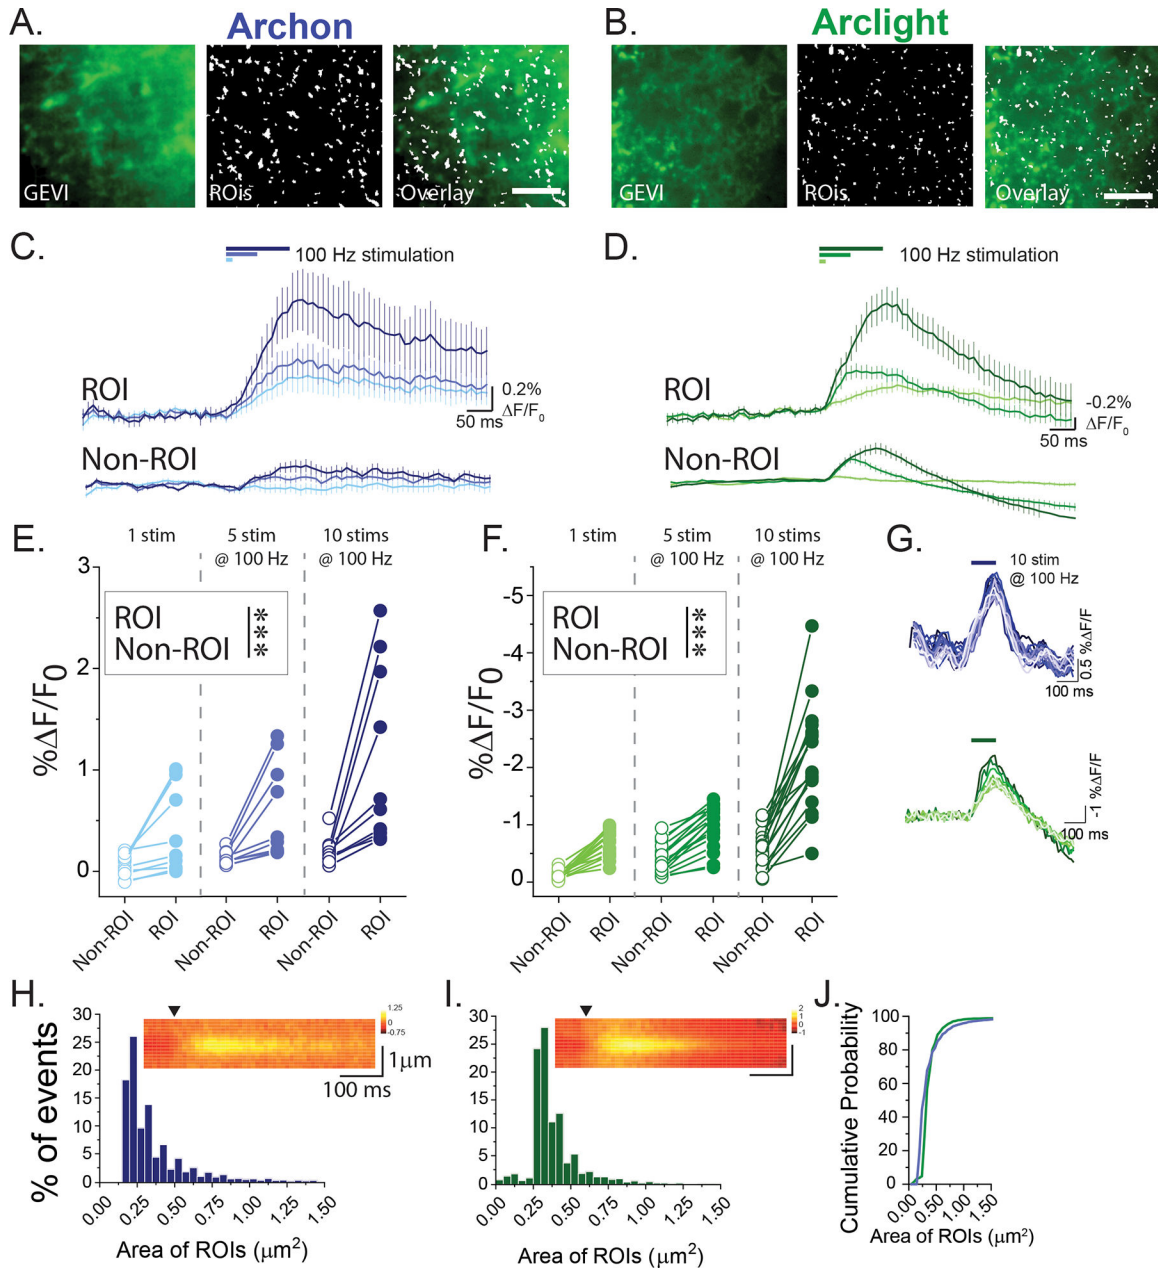 A.
Archon
GEVI
ROis
Overlay
B.
Arclight
GEVI
ROis
Overlay
C.
100 Hz stimulation
ROI
0.2%
ΔF/F0
50 ms
Non-ROI
D.
100 Hz stimulation
ROI
-0.2%
ΔF/F0
50 ms
Non-ROI
E.
1 stim
5 stim
@ 100 Hz
10 stims
@ 100 Hz
3
2
1
0
%ΔF/F0
ROI
Non-ROI
***
Non-ROI
ROI
Non-ROI
ROI
Non-ROI
ROI
F.
1 stim
5 stim
@ 100 Hz
10 stims
@ 100 Hz
-5
-4
-3
-2
-1
0
%ΔF/F0
ROI
Non-ROI
***
Non-ROI
ROI
Non-ROI
ROI
Non-ROI
ROI
G.
10 stim
@ 100 Hz
0.5 %ΔF/F
100 ms
-1 %ΔF/F
100 ms
H.
30
25
20
15
10
5
0
% of events
1.25
0
-0.75
1μm
100 ms
0.00
0.25
0.50
0.75
1.00
1.25
1.50
Area of ROIs (μm2)
I.
30
25
20
15
10
5
0
2
1
0
-1
0.00
0.25
0.50
0.75
1.00
1.25
1.50
Area of ROIs (μm2)
J.
100
80
60
40
20
0
Cumulative Probability
0.00
0.50
1.00
1.50
Area of ROIs (μm2)